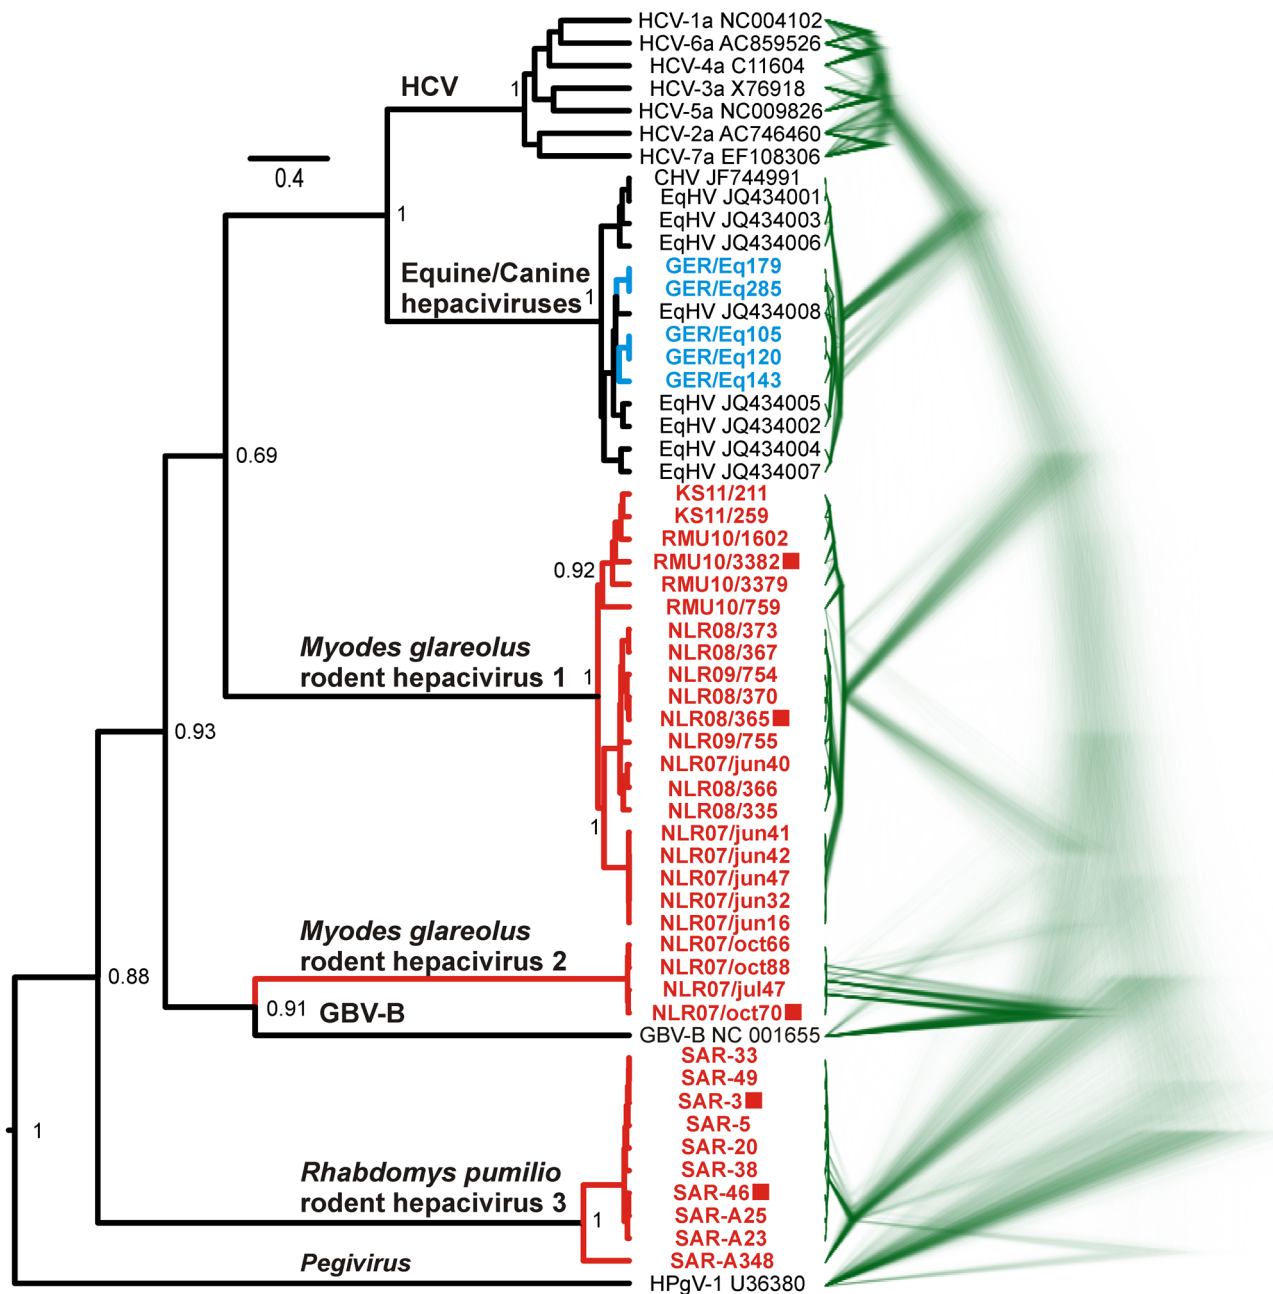 HCV-1a NC004102
HCV-6a AC859526
HCV-4a C11604
HCV
1
HCV-3a X76918
HCV-5a NC009826
HCV-2a AC746460
HCV-7a EF108306
0.4
CHV JF744991
EqHV JQ434001
1
EqHV JQ434003
EqHV JQ434006
Equine/Canine
hepaciviruses
1
GER/Eq179
GER/Eq285
EqHV JQ434008
GER/Eq105
GER/Eq120
GER/Eq143
EqHV JQ434005
EqHV JQ434002
EqHV JQ434004
0.69
EqHV JQ434007
KS11/211
KS11/259
RMU10/1602
0.92
RMU10/3382
RMU10/3379
RMU10/759
NLR08/373
Myodes glareolus
rodent hepacivirus 1
1
NLR08/367
NLR09/754
NLR08/370
NLR08/365
0.93
NLR09/755
NLR07/jun40
NLR08/366
NLR08/335
1
NLR07/jun41
NLR07/jun42
NLR07/jun47
NLR07/jun32
NLR07/jun16
Myodes glareolus
rodent hepacivirus 2
NLR07/oct66
NLR07/oct88
0.88
NLR07/jul47
0.91
GBV-B
NLR07/oct70
GBV-B NC 001655
SAR-33
SAR-49
SAR-3
SAR-5
1
SAR-20
Rhabdomys pumilio
rodent hepacivirus 3
SAR-38
SAR-46
1
SAR-A25
SAR-A23
SAR-A348
Pegivirus
HPgV-1 U36380